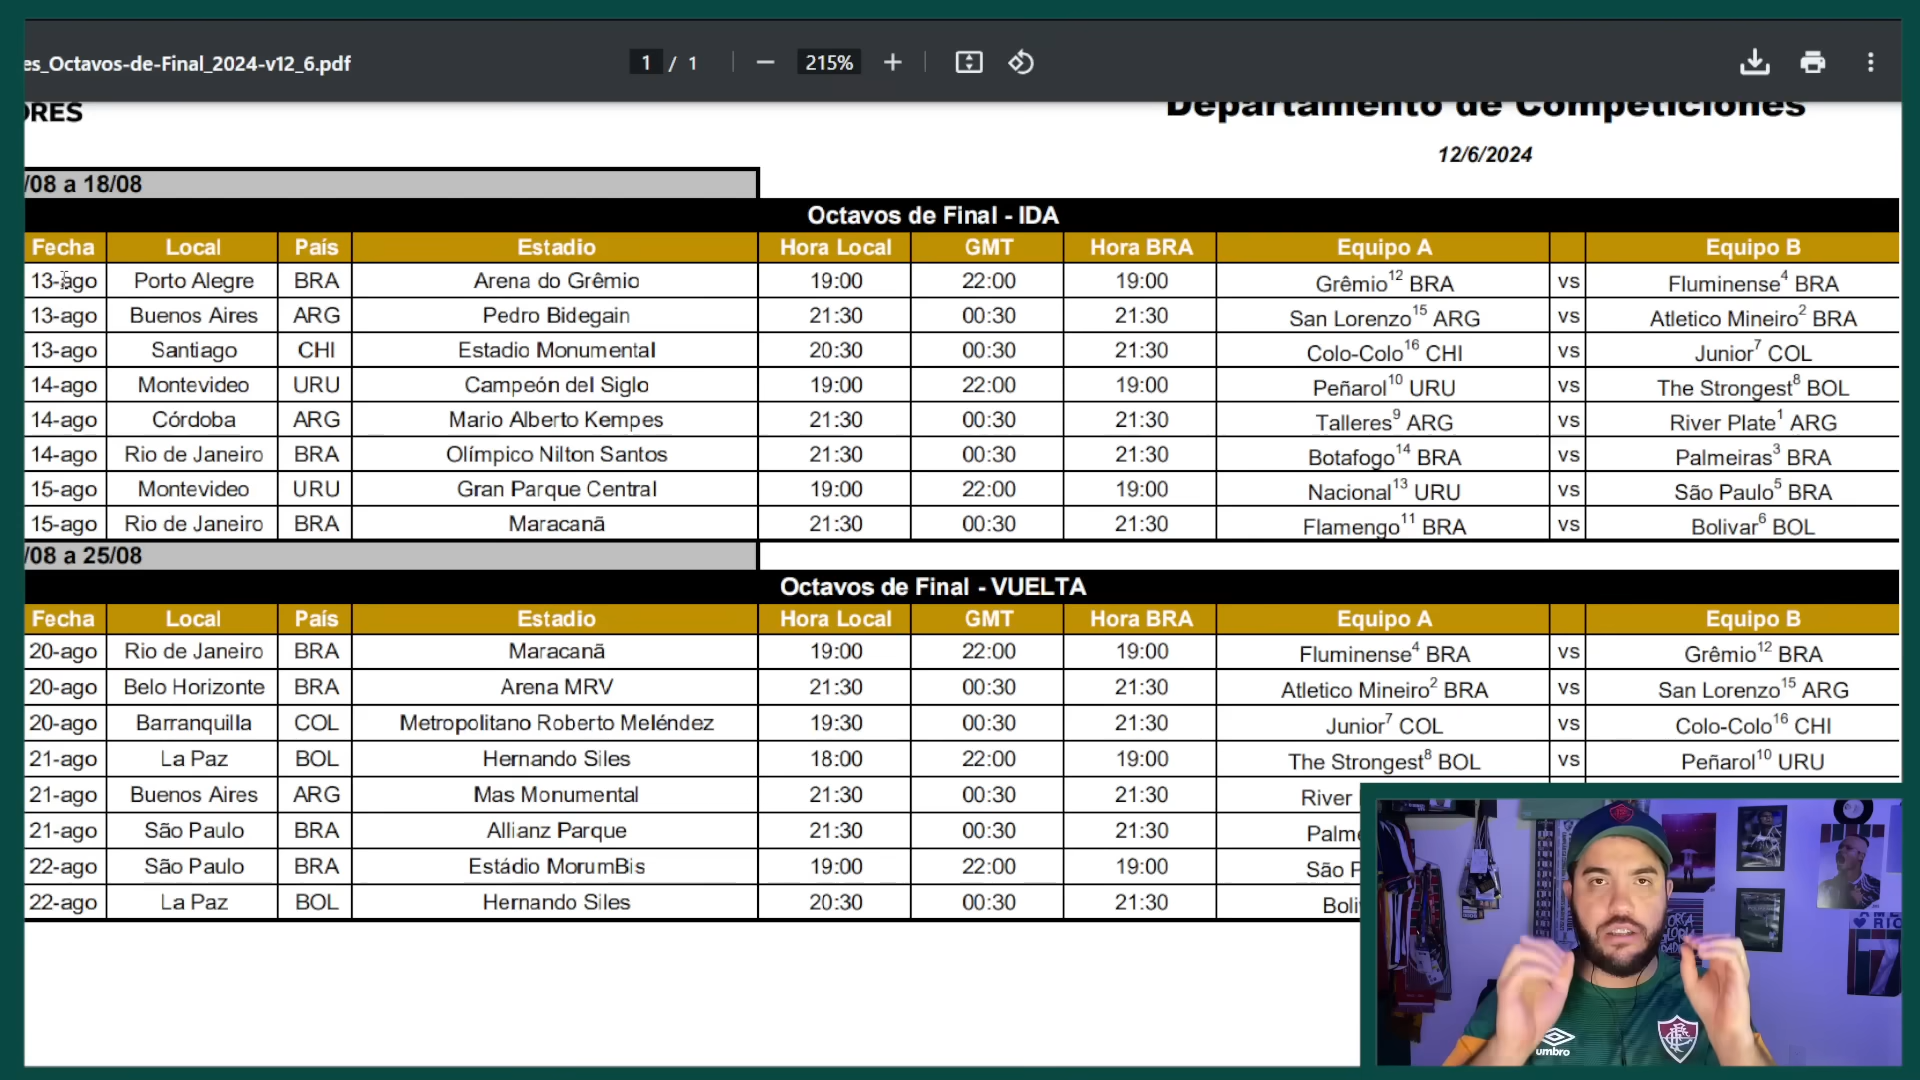 es_Octavos-de-Final_2024-v12_6.pdf 1 / 1 215%
ORES Departamento de Competiciones
12/6/2024
/08 a 18/08
Octavos de Final - IDA
Fecha Local País Estadio Hora Local GMT Hora BRA Equipo A Equipo B
13-ago Porto Alegre BRA Arena do Grêmio 19:00 22:00 19:00 Grêmio12 BRA vs Fluminense4 BRA
13-ago Buenos Aires ARG Pedro Bidegain 21:30 00:30 21:30 San Lorenzo15 ARG vs Atletico Mineiro2 BRA
13-ago Santiago CHI Estadio Monumental 20:30 00:30 21:30 Colo-Colo16 CHI vs Junior7 COL
14-ago Montevideo URU Campeón del Siglo 19:00 22:00 19:00 Peñarol10 URU vs The Strongest8 BOL
14-ago Córdoba ARG Mario Alberto Kempes 21:30 00:30 21:30 Talleres9 ARG vs River Plate1 ARG
14-ago Rio de Janeiro BRA Olímpico Nilton Santos 21:30 00:30 21:30 Botafogo14 BRA vs Palmeiras3 BRA
15-ago Montevideo URU Gran Parque Central 19:00 22:00 19:00 Nacional13 URU vs São Paulo5 BRA
15-ago Rio de Janeiro BRA Maracanã 21:30 00:30 21:30 Flamengo11 BRA vs Bolivar6 BOL
/08 a 25/08
Octavos de Final - VUELTA
Fecha Local País Estadio Hora Local GMT Hora BRA Equipo A Equipo B
20-ago Rio de Janeiro BRA Maracanã 19:00 22:00 19:00 Fluminense4 BRA vs Grêmio12 BRA
20-ago Belo Horizonte BRA Arena MRV 21:30 00:30 21:30 Atletico Mineiro2 BRA vs San Lorenzo15 ARG
20-ago Barranquilla COL Metropolitano Roberto Meléndez 19:30 00:30 21:30 Junior7 COL vs Colo-Colo16 CHI
21-ago La Paz BOL Hernando Siles 18:00 22:00 19:00 The Strongest8 BOL vs Peñarol10 URU
21-ago Buenos Aires ARG Mas Monumental 21:30 00:30 21:30 River
21-ago São Paulo BRA Allianz Parque 21:30 00:30 21:30 Palme
22-ago São Paulo BRA Estádio MorumBis 19:00 22:00 19:00 São P
22-ago La Paz BOL Hernando Siles 20:30 00:30 21:30 Boli
umbro